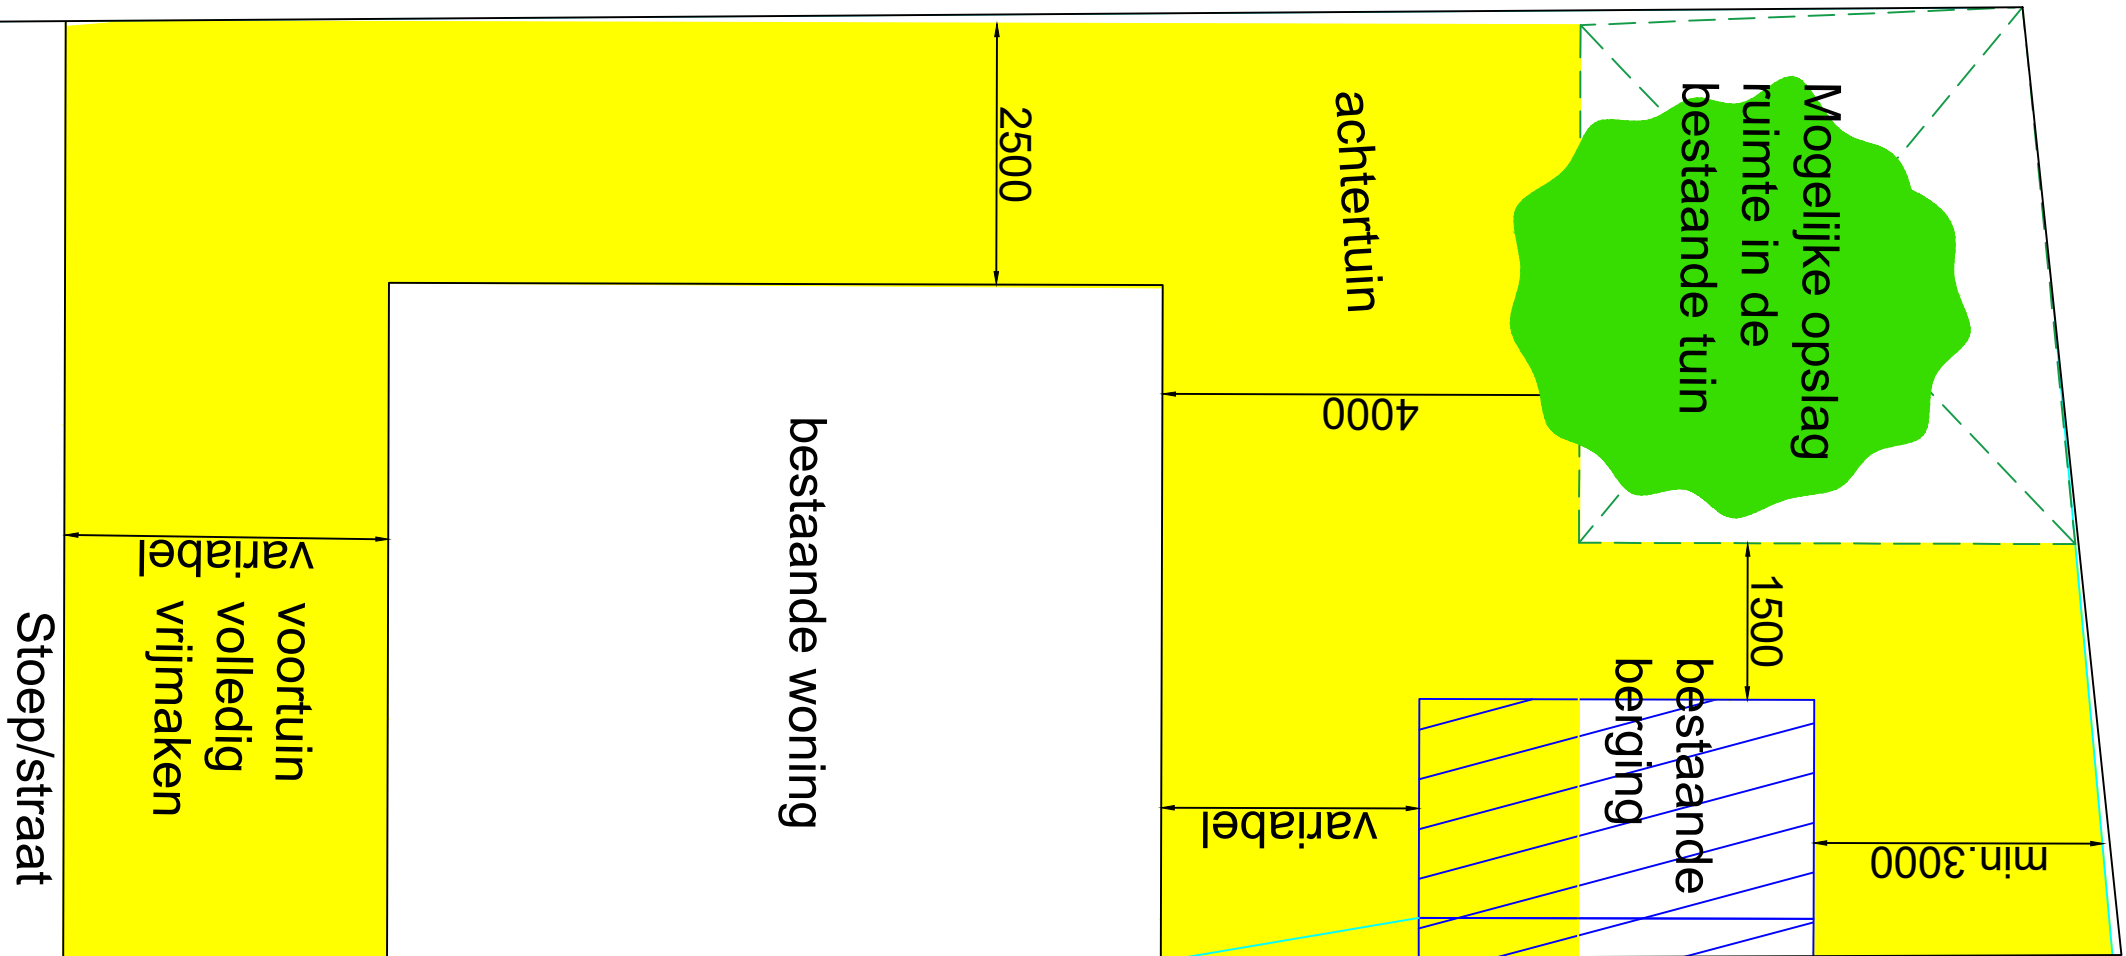 Mogelijke opslag
ruimte in de
bestaande tuin
achtertuin
2500
4000
1500
bestaande
berging
min.3000
variabel
bestaande woning
variabel
voortuin
volledig
vrijmaken
Stoep/straat